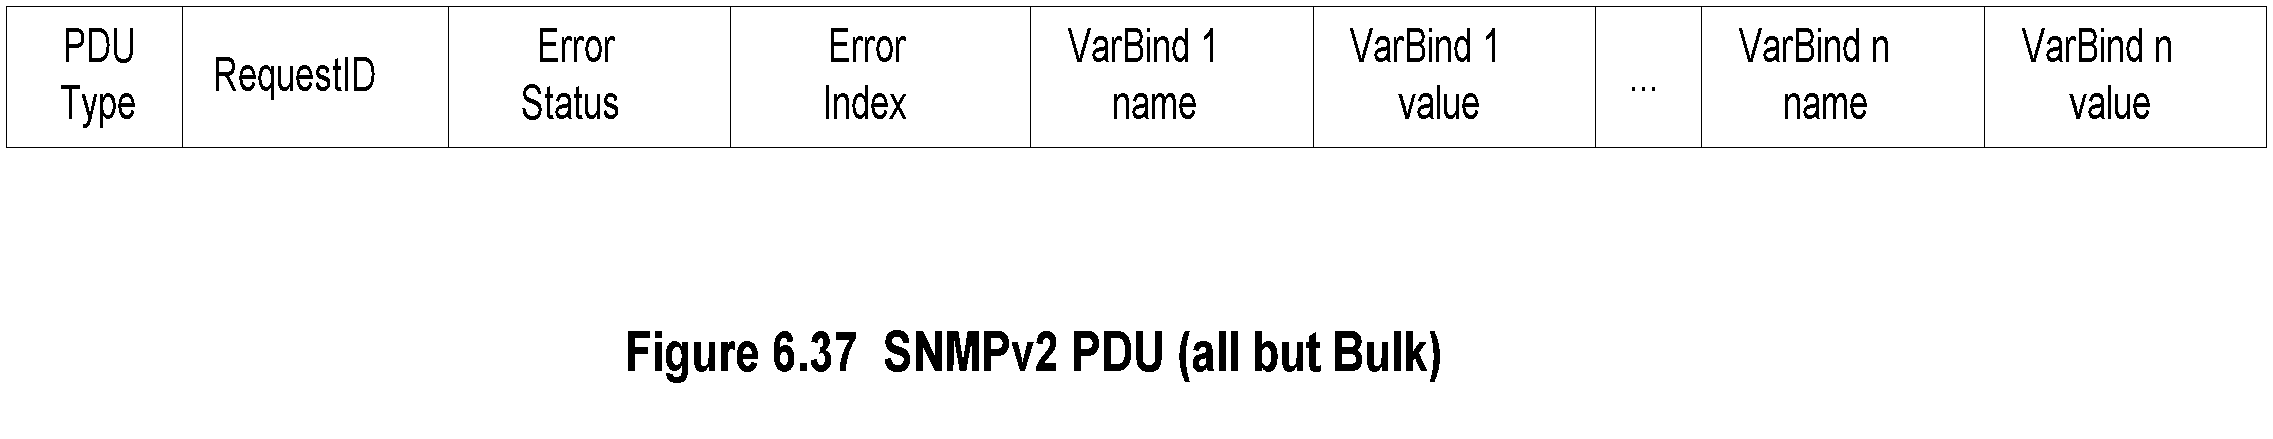 PDU
Type
RequestID
Error
Status
Error
Index
VarBind 1
name
VarBind 1
value
...
VarBind n
name
VarBind n
value
Figure 6.37 SNMPv2 PDU (all but Bulk)